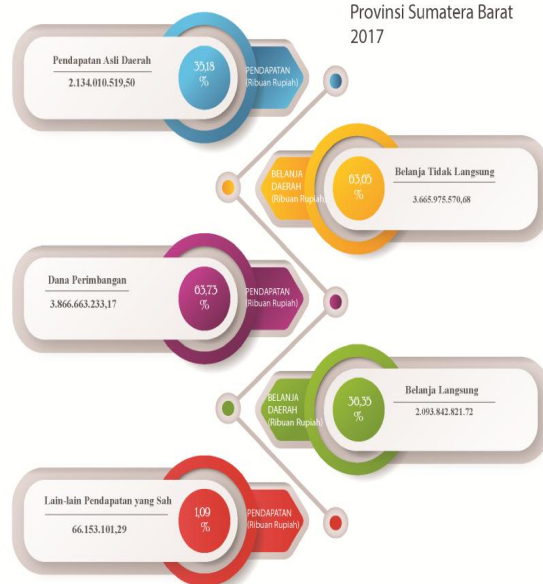 Provinsi Sumatera Barat
2017
Pendapatan Asli Daerah
2.134.010.519,50
35,18
%
PENDAPATAN
(Ribuan Rupiah)
BELANJA
DAERAH
(Ribuan Rupiah)
63,65
%
Belanja Tidak Langsung
3.665.975.570,68
Dana Perimbangan
3.866.663.233,17
63,73
%
PENDAPATAN
(Ribuan Rupiah)
BELANJA
DAERAH
(Ribuan Rupiah)
36,35
%
Belanja Langsung
2.093.842.821.72
Lain-lain Pendapatan yang Sah
66.153.101,29
1,09
%
PENDAPATAN
(Ribuan Rupiah)